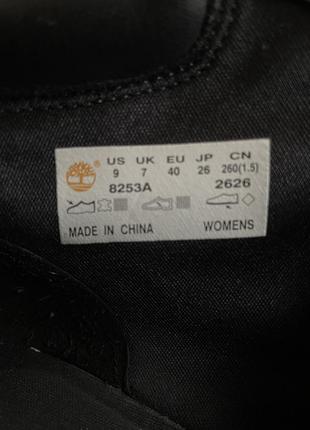 US UK EU JP CN
9 7 40 26 260(1.5)
8253A 2626
MADE IN CHINA WOMENS